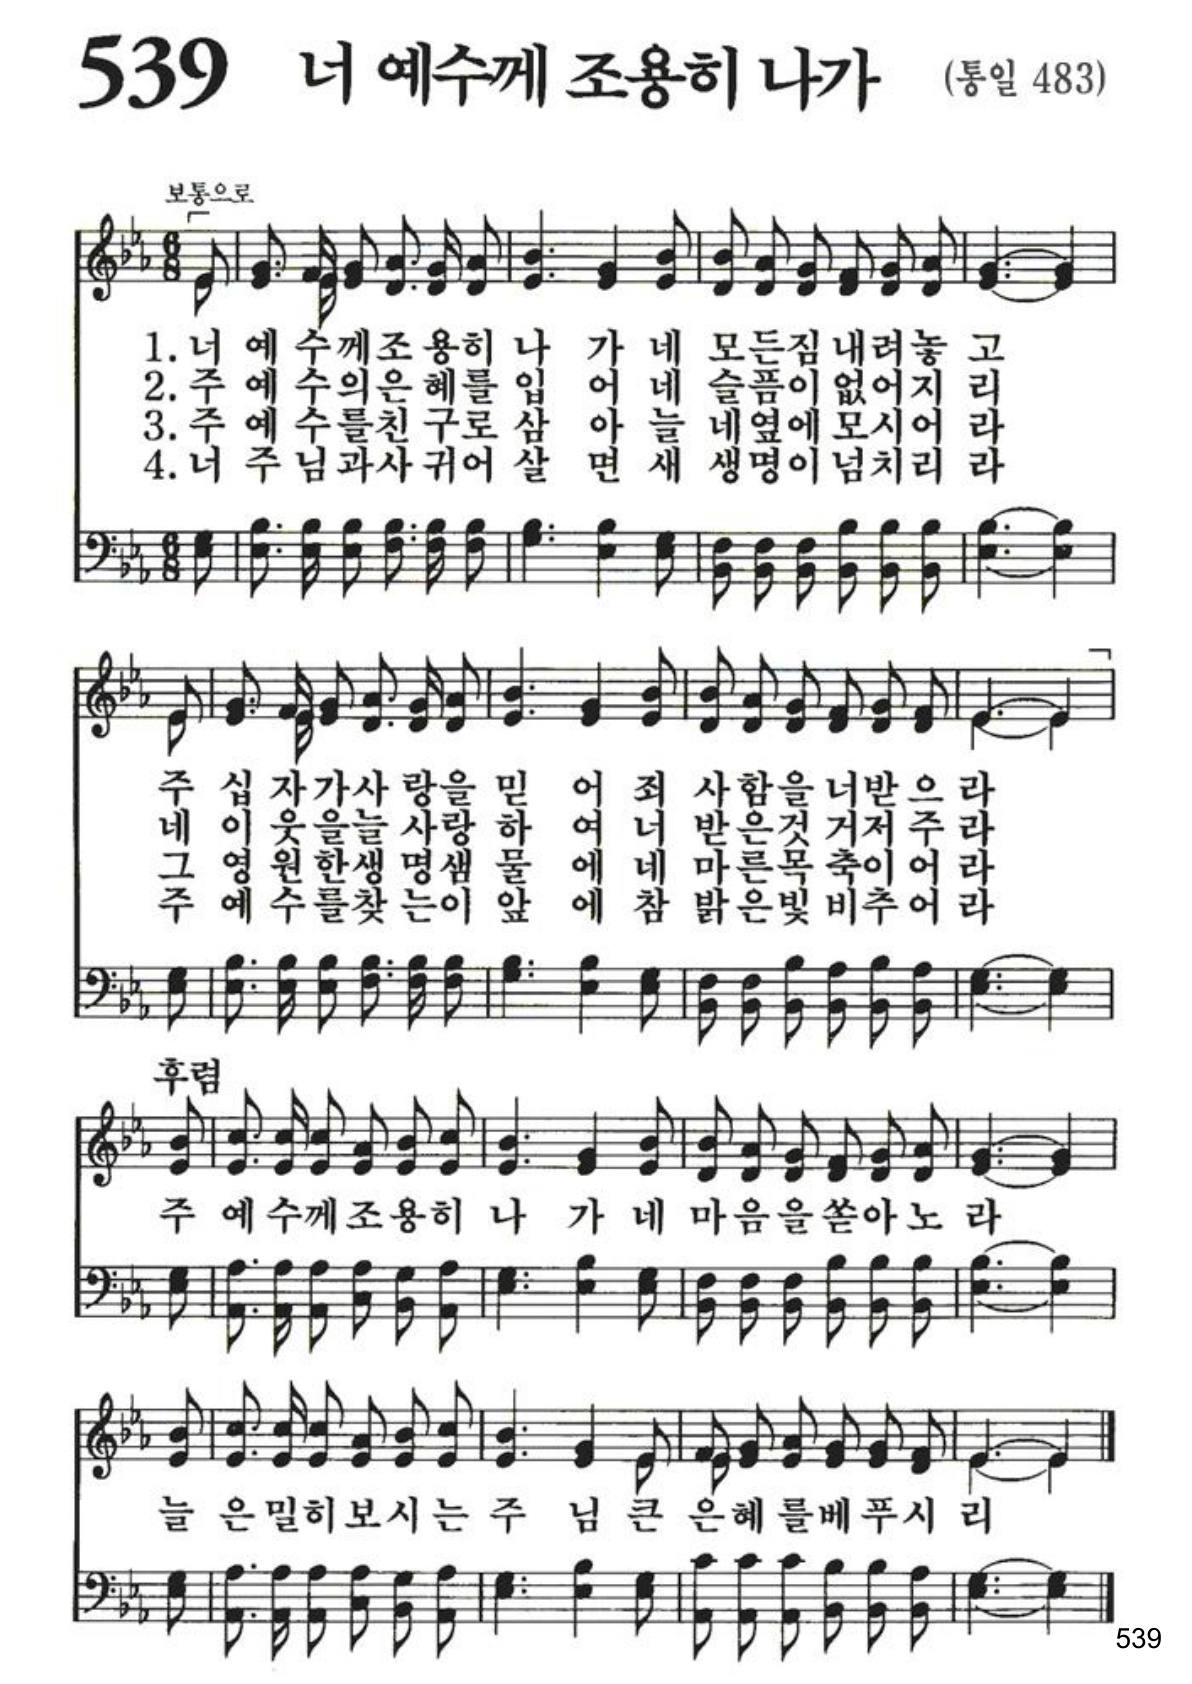 539 너 예수께 조용히 나가 (통일 483)
보통으로
1. 너 예 수께조 용히 나 가 네 모든짐 내려놓 고
2. 주 예 수의은 혜를 입 어 네 슬픔이 없어지 리
3. 주 예 수를친 구로 삼 아 늘 네옆에 모시어 라
4. 너 주 님과사 귀어 살 면 새 생명이 넘치리 라
주 십 자가사 랑을 믿 어 죄 사함을 너받으 라
네 이 웃을늘 사랑 하 여 너 받은것 거저주 라
그 영 원한생 명샘 물 에 네 마른목 축이어 라
주 예 수를찾 는이 앞 에 참 밝은빛 비추어 라
후렴
주 예 수께조용히 나 가 네 마음을쏟아노 라
늘 은밀히보시는 주 님 큰 은혜를베푸시 리
539